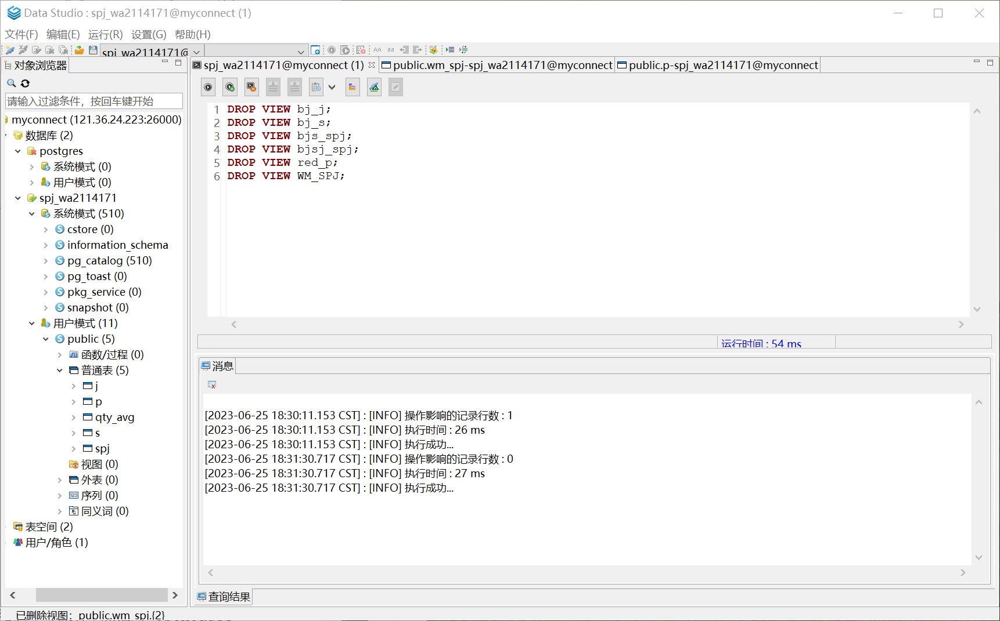 Data Studio : spj_wa2114171@myconnect (1)
文件(F) 编辑(E) 运行(R) 设置(G) 帮助(H)
spj_wa2114171@
对象浏览器
请输入过滤条件，按回车键开始
myconnect (121.36.24.223:26000)
数据库 (2)
postgres
系统模式 (0)
用户模式 (0)
spj_wa2114171
系统模式 (510)
cstore (0)
information_schema
pg_catalog (510)
pg_toast (0)
pkg_service (0)
snapshot (0)
用户模式 (11)
public (5)
函数/过程 (0)
普通表 (5)
j
p
qty_avg
s
spj
视图 (0)
外表 (0)
序列 (0)
同义词 (0)
表空间 (2)
用户/角色 (1)
spj_wa2114171@myconnect (1) public.wm_spj-spj_wa2114171@myconnect public.p-spj_wa2114171@myconnect
1 DROP VIEW bj_j;
2 DROP VIEW bj_s;
3 DROP VIEW bjs_spj;
4 DROP VIEW bjsj_spj;
5 DROP VIEW red_p;
6 DROP VIEW WM_SPJ;
运行时间 : 54 ms
消息
[2023-06-25 18:30:11.153 CST] : [INFO] 操作影响的记录行数 : 1
[2023-06-25 18:30:11.153 CST] : [INFO] 执行时间 : 26 ms
[2023-06-25 18:30:11.153 CST] : [INFO] 执行成功...
[2023-06-25 18:31:30.717 CST] : [INFO] 操作影响的记录行数 : 0
[2023-06-25 18:31:30.717 CST] : [INFO] 执行时间 : 27 ms
[2023-06-25 18:31:30.717 CST] : [INFO] 执行成功...
查询结果
已删除视图：public.wm_spj.{2}